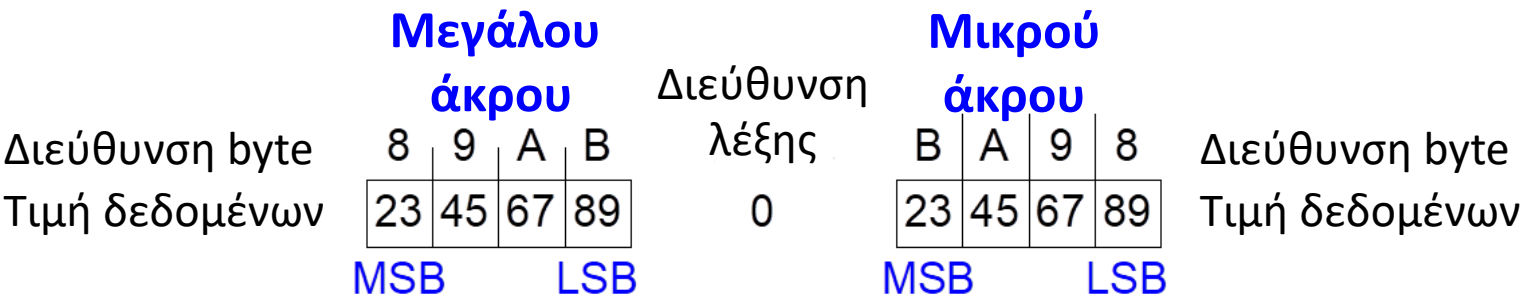 Μεγάλου άκρου
Μικρού άκρου
Διεύθυνση λέξης
Διεύθυνση byte 8 9 A B B A 9 8 Διεύθυνση byte
Τιμή δεδομένων 23 45 67 89 0 23 45 67 89 Τιμή δεδομένων
MSB LSB MSB LSB